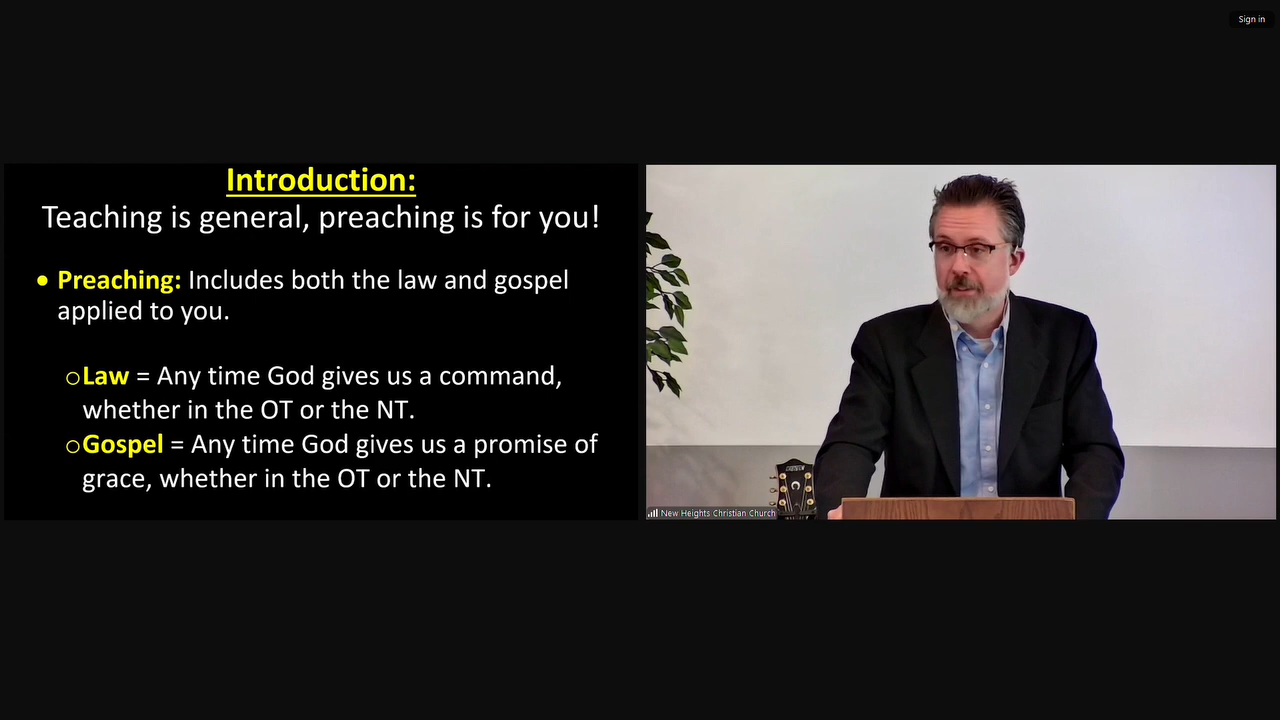 Sign in
Introduction:
Teaching is general, preaching is for you!
• Preaching: Includes both the law and gospel
applied to you.
○Law = Any time God gives us a command,
whether in the OT or the NT.
○Gospel = Any time God gives us a promise of
grace, whether in the OT or the NT.
New Heights Christian Church